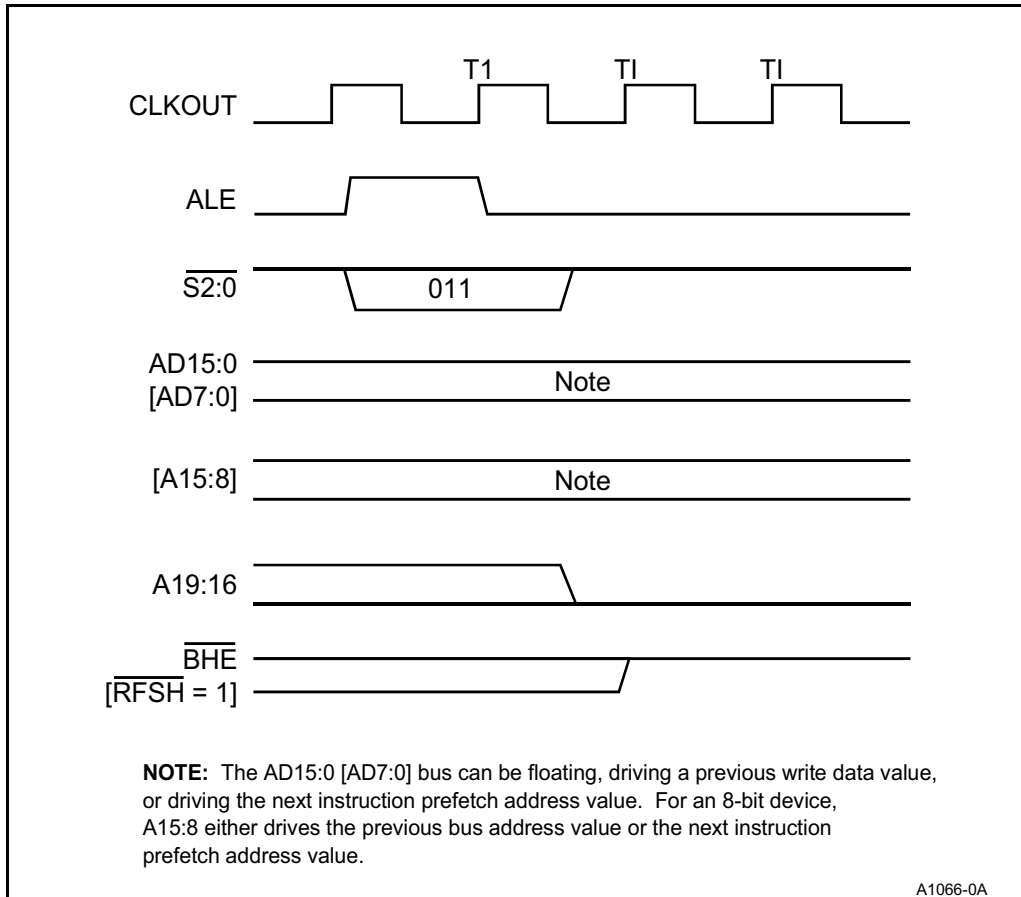 T1 TI TI
CLKOUT
ALE
S2:0
011
AD15:0
[AD7:0]
Note
[A15:8]
Note
A19:16
BHE
[RFSH = 1]
NOTE: The AD15:0 [AD7:0] bus can be floating, driving a previous write data value,
or driving the next instruction prefetch address value. For an 8-bit device,
A15:8 either drives the previous bus address value or the next instruction
prefetch address value.
A1066-0A